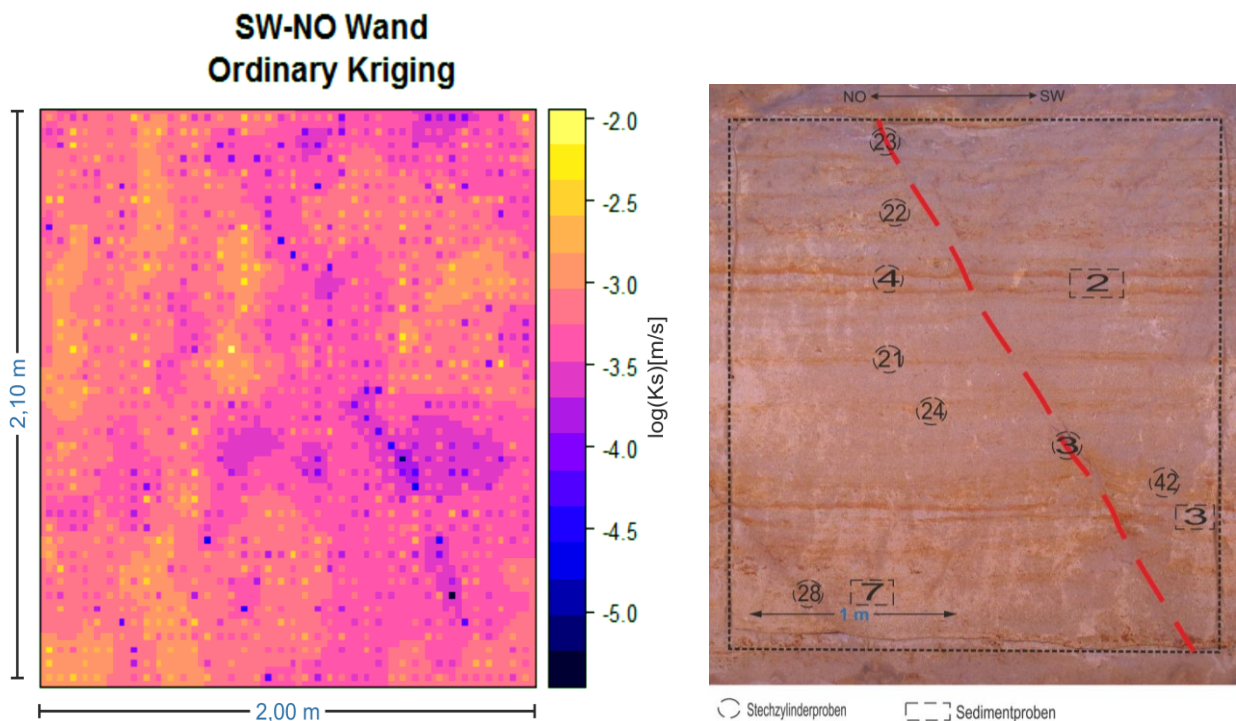 SW-NO Wand
Ordinary Kriging
2,10 m
2,00 m
-2.0
-2.5
-3.0
-3.5
-4.0
-4.5
-5.0
log(Ks)[m/s]
NO SW
23
22
4
2
21
24
3
42
3
28
7
1 m
Stechzylinderproben
Sedimentproben